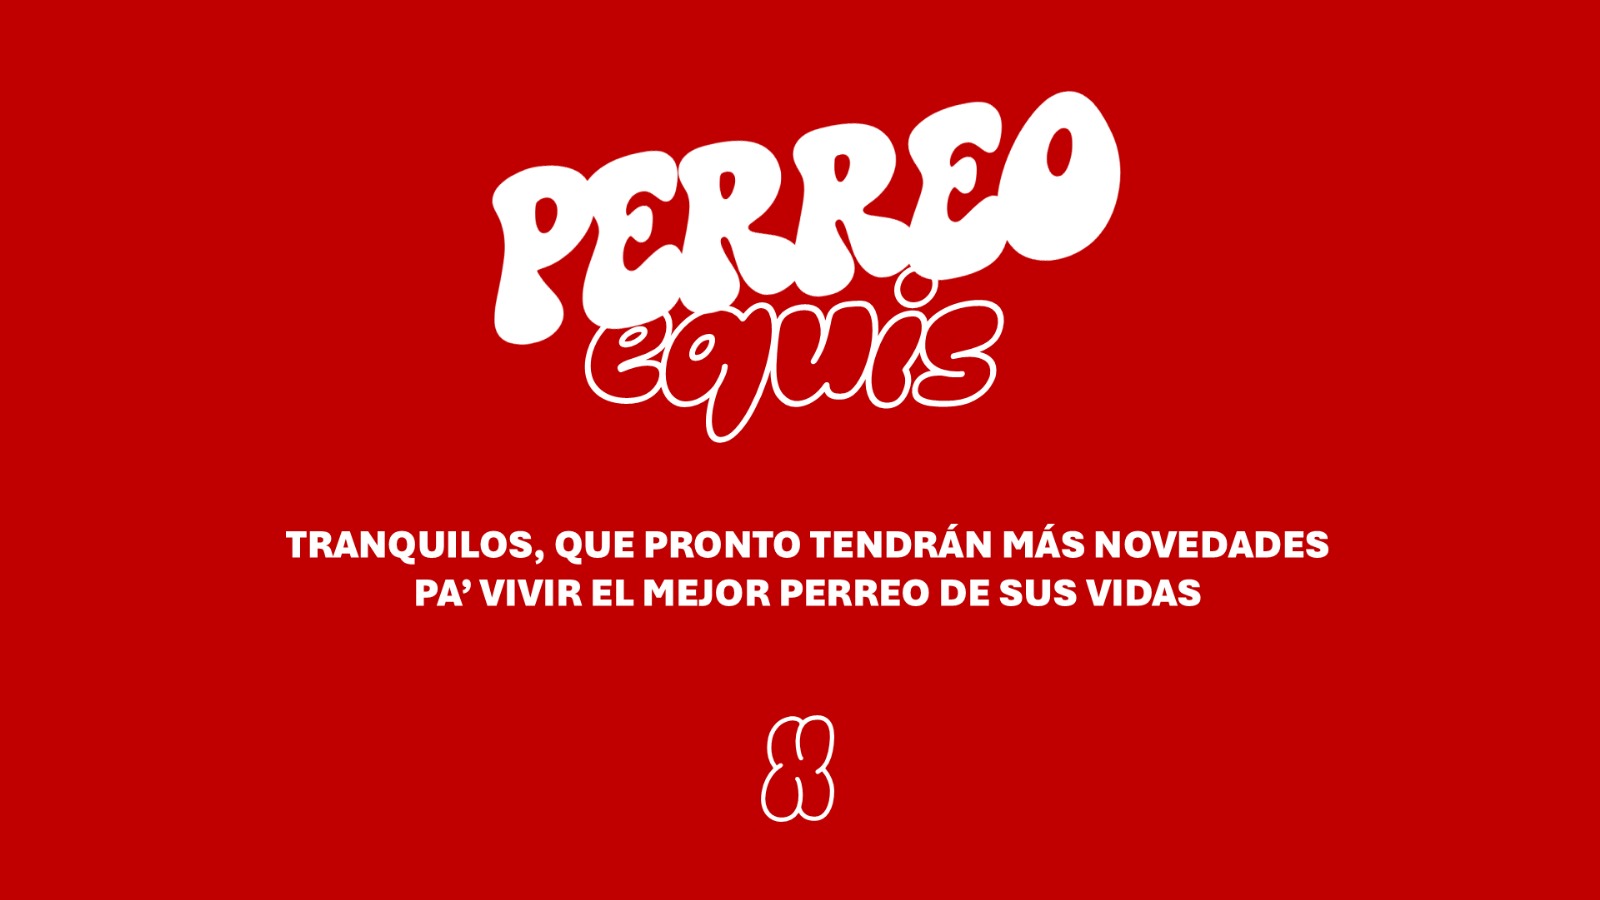 PERREO
equis
TRANQUILOS, QUE PRONTO TENDRÁN MÁS NOVEDADES
PA’ VIVIR EL MEJOR PERREO DE SUS VIDAS
X